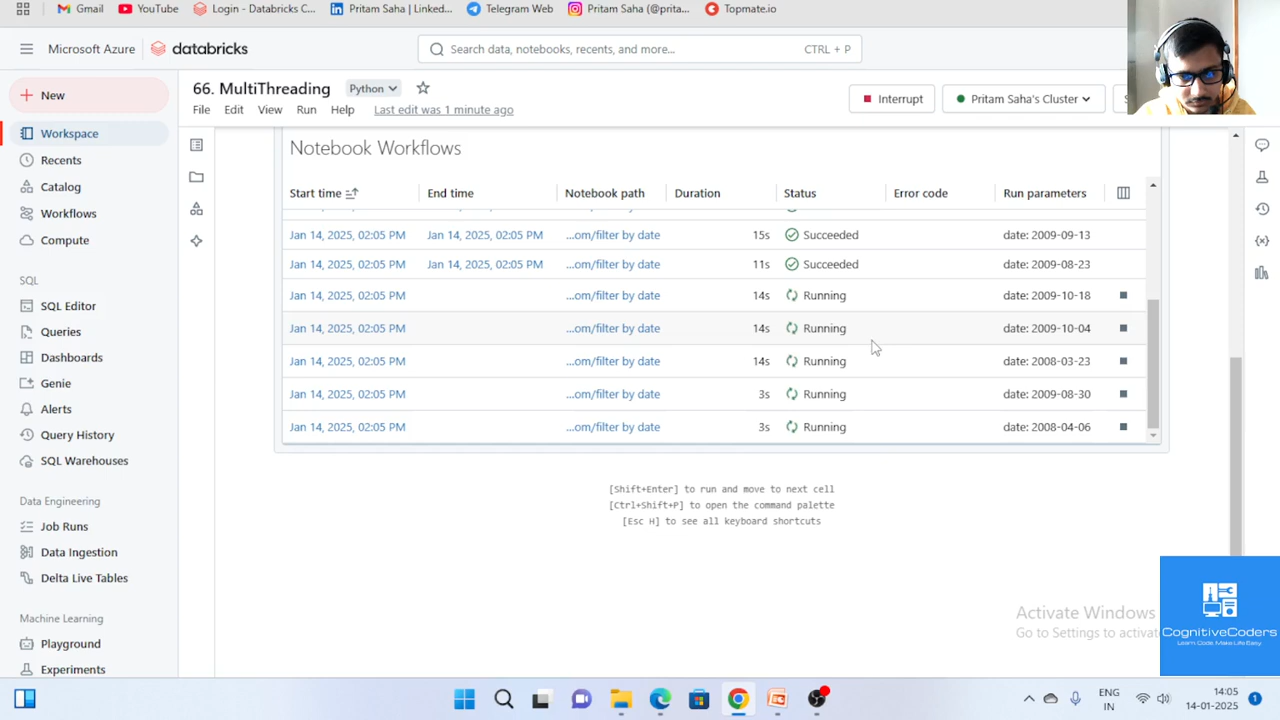 Gmail YouTube Login - Databricks C... Pritam Saha | Linked... Telegram Web Pritam Saha (@prita... Topmate.io
Microsoft Azure databricks Search data, notebooks, recents, and more... CTRL + P
New
66. MultiThreading Python
Interrupt Pritam Saha's Cluster
File Edit View Run Help Last edit was 1 minute ago
Workspace
Recents
Catalog
Workflows
Compute
SQL
SQL Editor
Queries
Dashboards
Genie
Alerts
Query History
SQL Warehouses
Data Engineering
Job Runs
Data Ingestion
Delta Live Tables
Machine Learning
Playground
Experiments
Notebook Workflows
Start time End time Notebook path Duration Status Error code Run parameters
Jan 14, 2025, 02:05 PM Jan 14, 2025, 02:05 PM ...om/filter by date 15s Succeeded date: 2009-09-13
Jan 14, 2025, 02:05 PM Jan 14, 2025, 02:05 PM ...om/filter by date 11s Succeeded date: 2009-08-23
Jan 14, 2025, 02:05 PM ...om/filter by date 14s Running date: 2009-10-18
Jan 14, 2025, 02:05 PM ...om/filter by date 14s Running date: 2009-10-04
Jan 14, 2025, 02:05 PM ...om/filter by date 14s Running date: 2008-03-23
Jan 14, 2025, 02:05 PM ...om/filter by date 3s Running date: 2009-08-30
Jan 14, 2025, 02:05 PM ...om/filter by date 3s Running date: 2008-04-06
[Shift+Enter] to run and move to next cell
[Ctrl+Shift+P] to open the command palette
[Esc H] to see all keyboard shortcuts
Activate Windows
Go to Settings to activate
CognitiveCoders
Learn Code, Make Life Easy
ENG
IN
14:05
14-01-2025
1